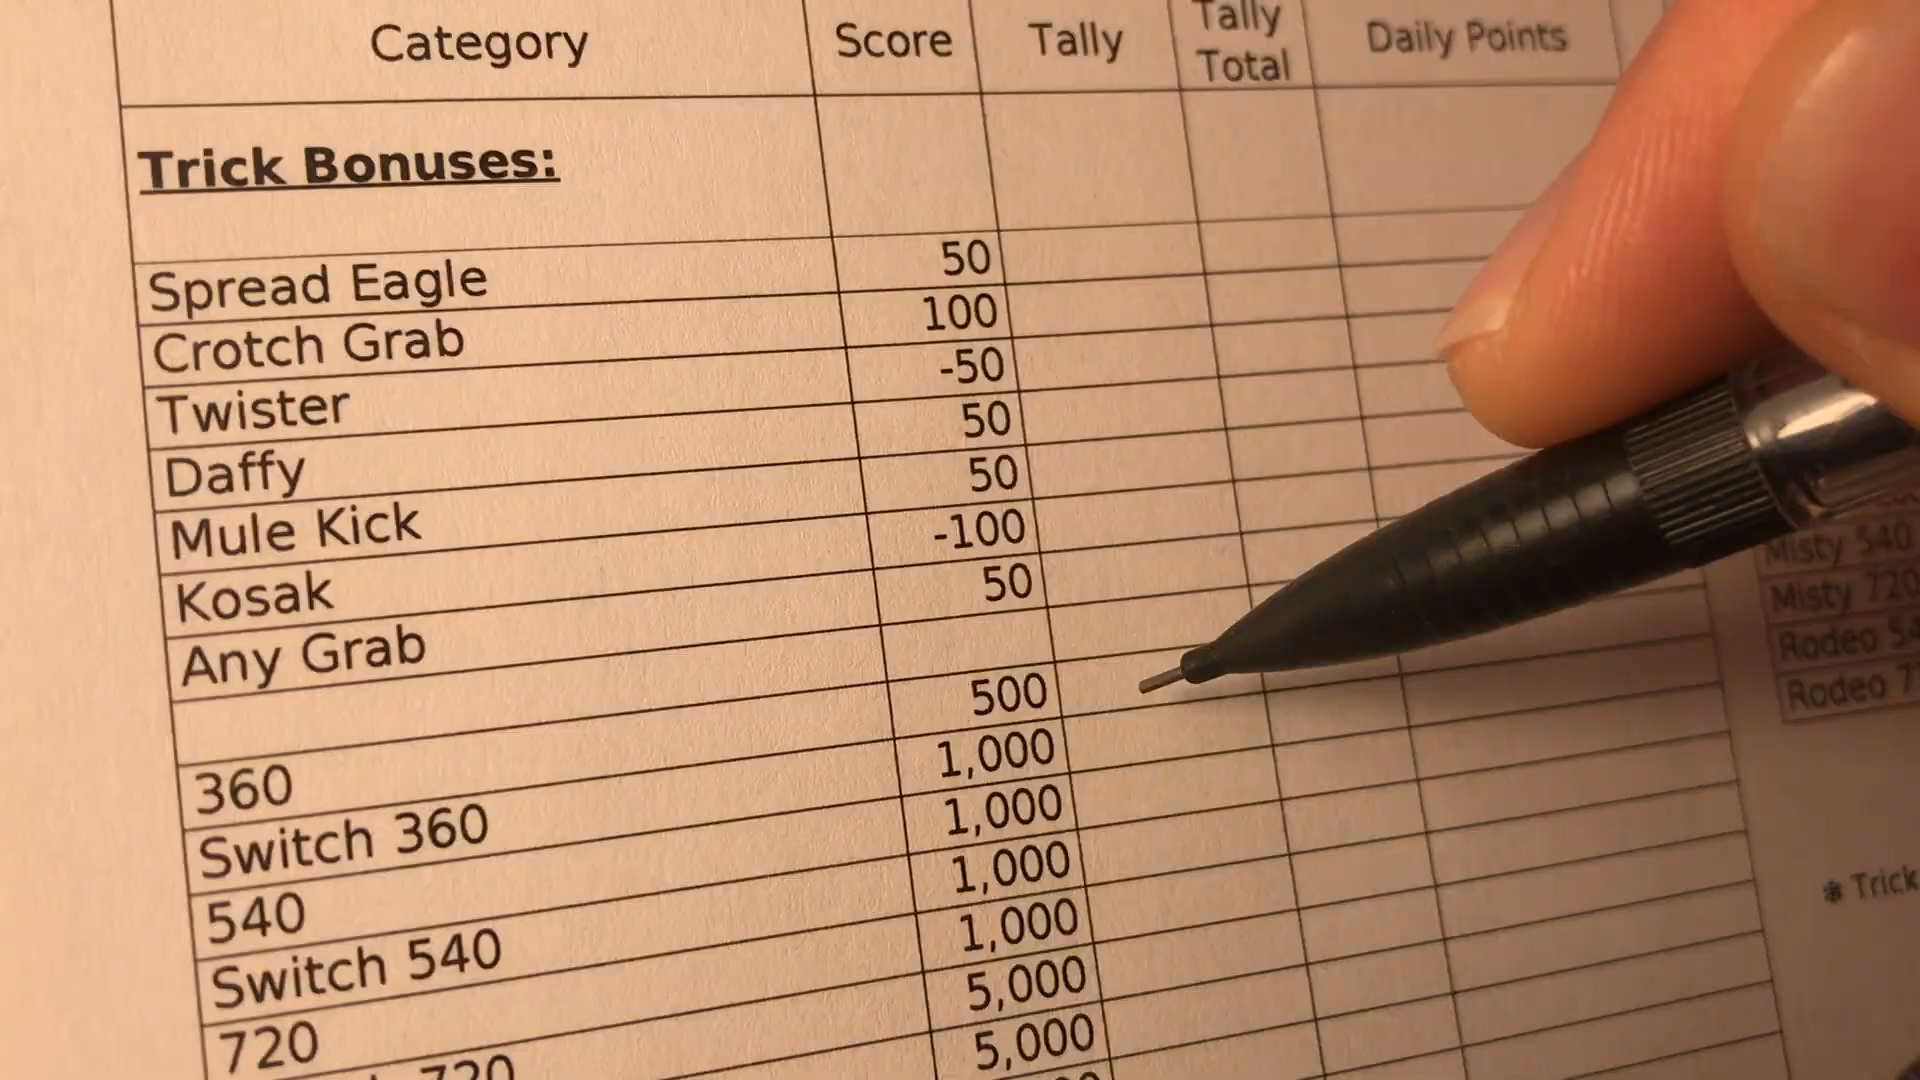 Category Score Tally Tally Total Daily Points
Trick Bonuses:
Spread Eagle 50
Crotch Grab 100
Twister -50
Daffy 50
Mule Kick 50
Kosak -100
Any Grab 50
360 500
Switch 360 1,000
540 1,000
Switch 540 1,000
720 1,000
720 5,000
5,000
Misty 540
Misty 720
Rodeo
Rodeo
* Trick